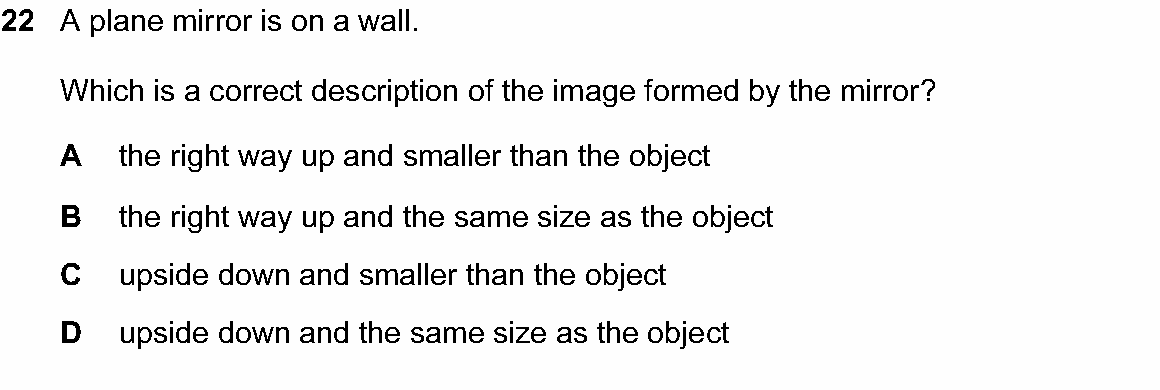 22 A plane mirror is on a wall.
Which is a correct description of the image formed by the mirror?
A the right way up and smaller than the object
B the right way up and the same size as the object
C upside down and smaller than the object
D upside down and the same size as the object